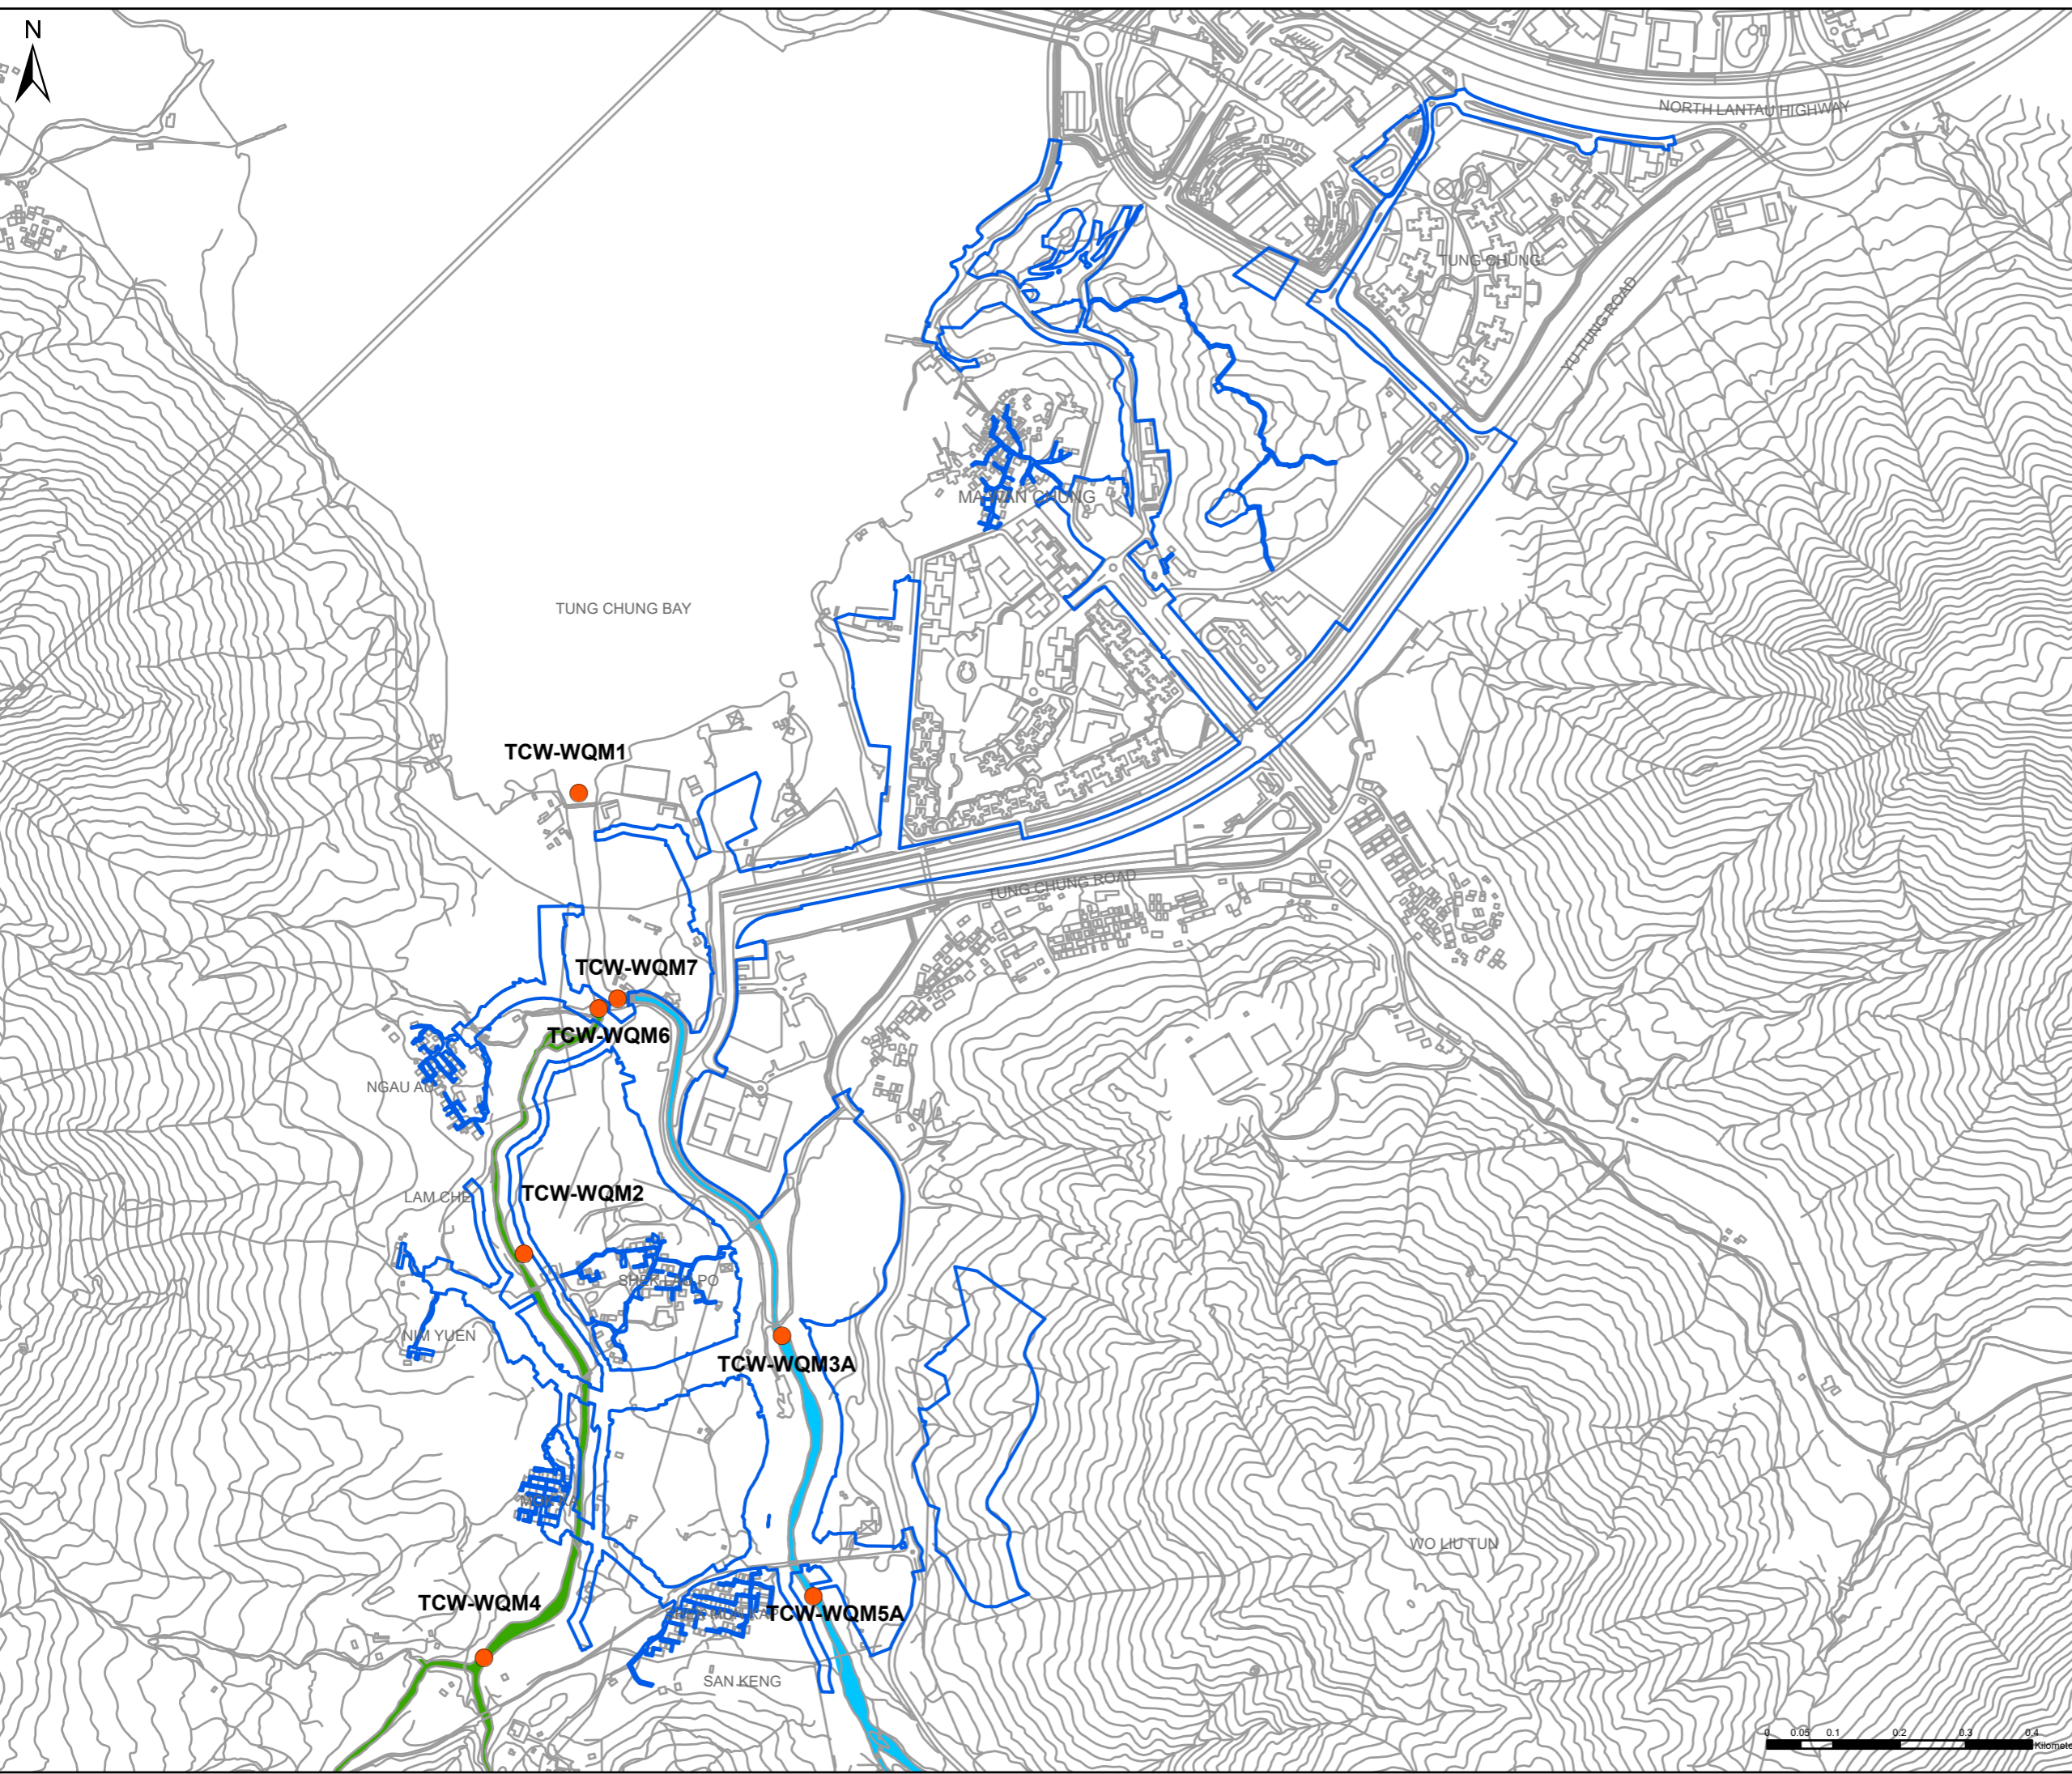 N
NORTH LANTAU HIGHWAY
TUNG CHUNG
YU TUNG ROAD
MA WAN CHUNG
TUNG CHUNG BAY
TCW-WQM1
TUNG CHUNG ROAD
TCW-WQM7
TCW-WQM6
NGAU AU
LAM CHE
TCW-WQM2
SHEK LAU PO
NIM YUEN
TCW-WQM3A
WO LIU TUN
TCW-WQM4
TCW-WQM5A
SAN KENG
0 0.05 0.1 0.2 0.3 0.4
Kilomete